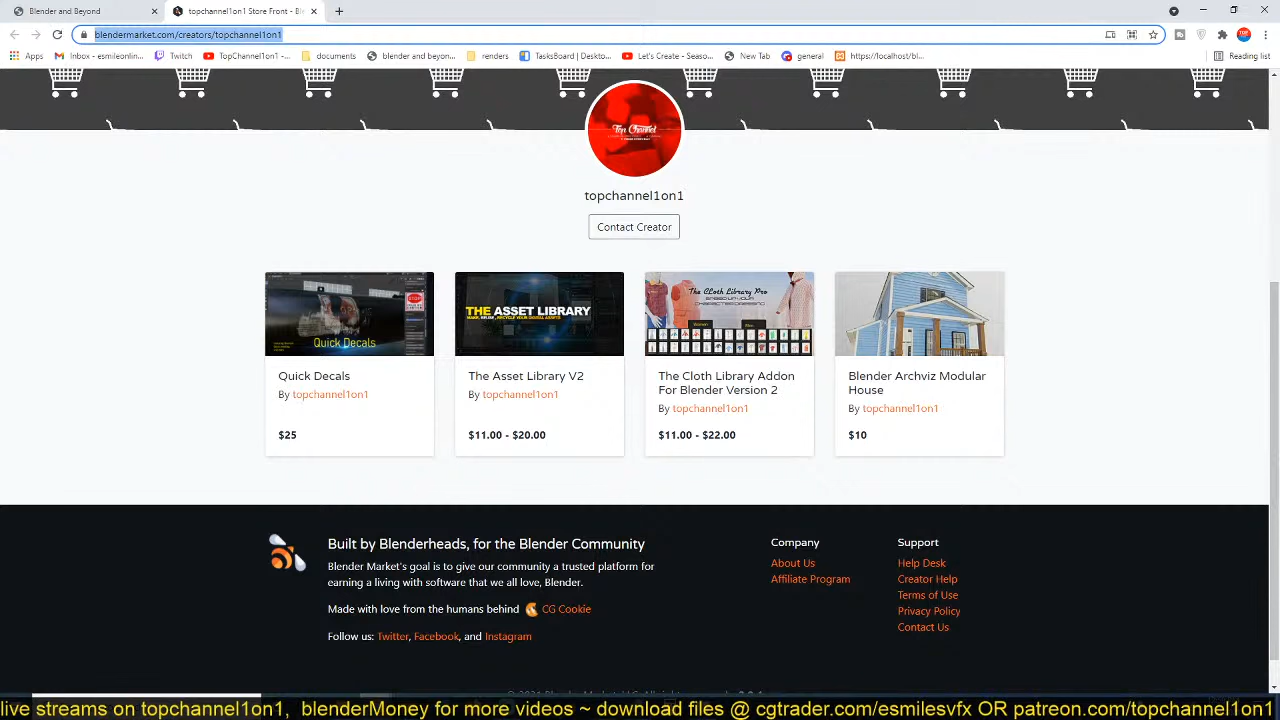 Blender and Beyond
topchannel1on1 Store Front - Ble
blendermarket.com/creators/topchannel1on1
Apps
Inbox - esmileonlin...
Twitch
TopChannel1on1 -...
documents
blender and beyon...
renders
TasksBoard | Deskto...
Let's Create - Seaso...
New Tab
general
https://localhost/bl...
Reading list
Top Channel
topchannel1on1
Contact Creator
Quick Decals
THE ASSET LIBRARY
The Cloth Library Pro
Women
Men
Quick Decals
By topchannel1on1
$25
The Asset Library V2
By topchannel1on1
$11.00 - $20.00
The Cloth Library Addon
For Blender Version 2
By topchannel1on1
$11.00 - $22.00
Blender Archviz Modular
House
By topchannel1on1
$10
Built by Blenderheads, for the Blender Community
Blender Market's goal is to give our community a trusted platform for
earning a living with software that we all love, Blender.
Made with love from the humans behind CG Cookie
Follow us: Twitter, Facebook, and Instagram
Company
About Us
Affiliate Program
Support
Help Desk
Creator Help
Terms of Use
Privacy Policy
Contact Us
live streams on topchannel1on1, blenderMoney for more videos ~ download files @ cgtrader.com/esmilesvfx OR patreon.com/topchannel1on1